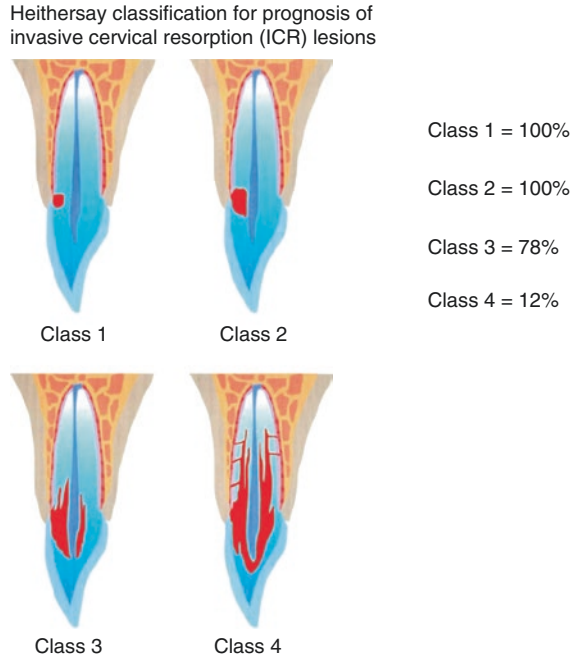 Heithersay classification for prognosis of
invasive cervical resorption (ICR) lesions
Class 1 = 100%
Class 2 = 100%
Class 3 = 78%
Class 4 = 12%
Class 1
Class 2
Class 3
Class 4